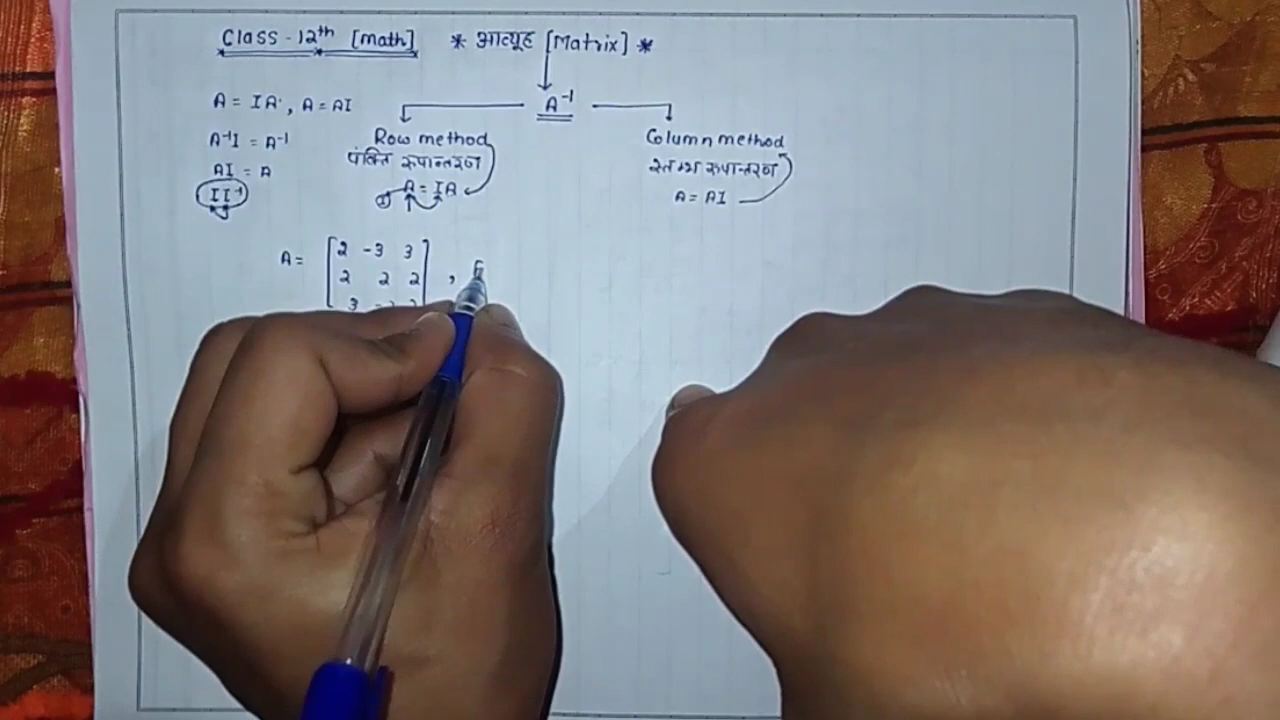 Class - 12th [math] * आव्यूह [Matrix] *
A = IA, A = AI
A⁻¹
A⁻¹I = A⁻¹
AI = A
II⁻¹
Row method
पंक्ति रूपान्तरण
A = IA
Column method
स्तम्भ रूपान्तरण
A = AI
A = [2 -3 3
2 2 2
3
,